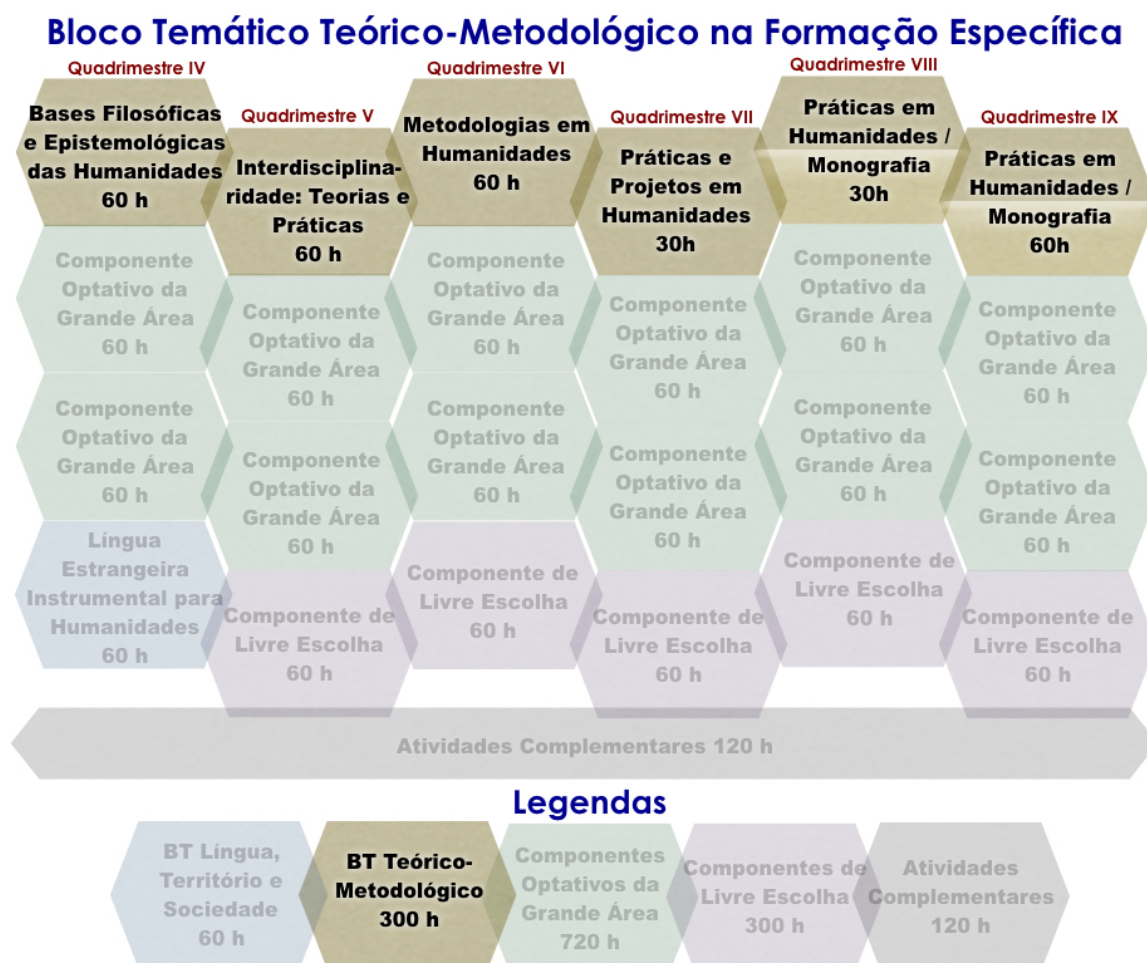 Bloco Temático Teórico-Metodológico na Formação Específica
Quadrimestre IV
Bases Filosóficas
e Epistemológicas
das Humanidades
60 h
Componente
Optativo da
Grande Área
60 h
Componente
Optativo da
Grande Área
60 h
Língua
Estrangeira
Instrumental para
Humanidades
60 h
Quadrimestre V
Interdisciplina-
ridade: Teorias e
Práticas
60 h
Componente
Optativo da
Grande Área
60 h
Componente
Optativo da
Grande Área
60 h
Componente de
Livre Escolha
60 h
Quadrimestre VI
Metodologias em
Humanidades
60 h
Componente
Optativo da
Grande Área
60 h
Componente
Optativo da
Grande Área
60 h
Componente de
Livre Escolha
60 h
Quadrimestre VII
Práticas e
Projetos em
Humanidades
30h
Componente
Optativo da
Grande Área
60 h
Componente
Optativo da
Grande Área
60 h
Componente de
Livre Escolha
60 h
Quadrimestre VIII
Práticas em
Humanidades /
Monografia
30h
Componente
Optativo da
Grande Área
60 h
Componente
Optativo da
Grande Área
60 h
Componente de
Livre Escolha
60 h
Quadrimestre IX
Práticas em
Humanidades /
Monografia
60h
Componente
Optativo da
Grande Área
60 h
Componente
Optativo da
Grande Área
60 h
Componente de
Livre Escolha
60 h
Atividades Complementares 120 h
Legendas
BT Língua,
Território e
Sociedade
60 h
BT Teórico-
Metodológico
300 h
Componentes
Optativos da
Grande Área
720 h
Componentes de
Livre Escolha
300 h
Atividades
Complementares
120 h